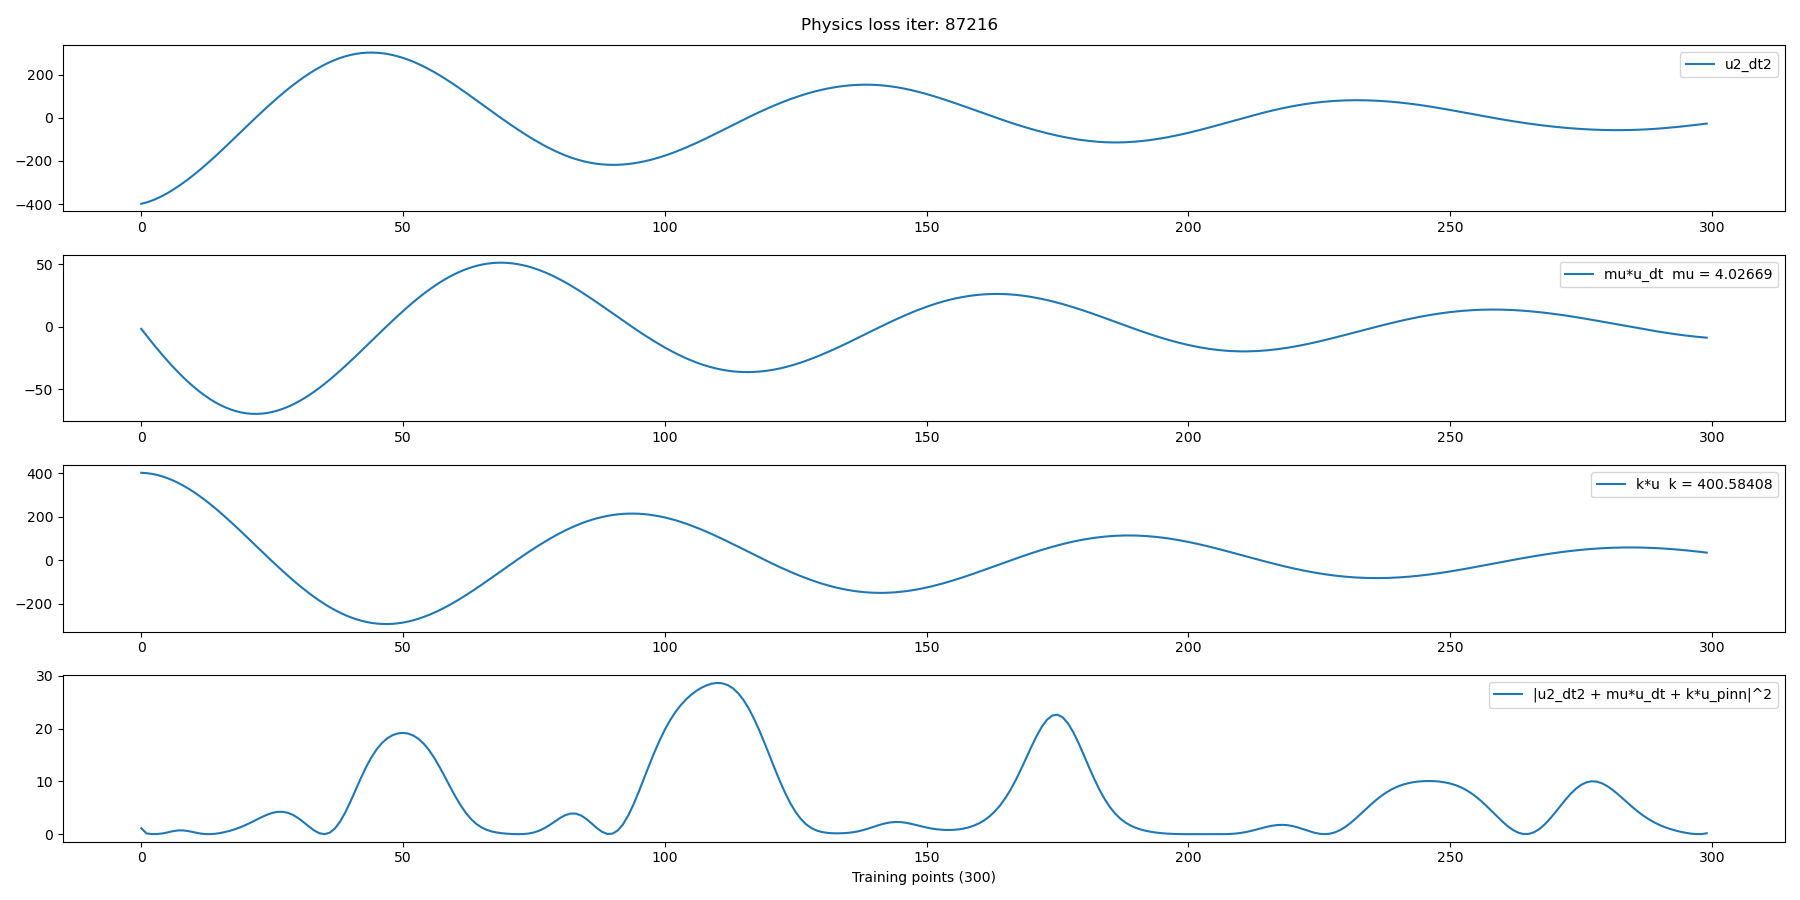 Physics loss iter: 87216
u2_dt2
200
0
−200
−400
0 50 100 150 200 250 300
mu*u_dt  mu = 4.02669
50
0
−50
0 50 100 150 200 250 300
k*u  k = 400.58408
400
200
0
−200
0 50 100 150 200 250 300
|u2_dt2 + mu*u_dt + k*u_pinn|^2
30
20
10
0
0 50 100 150 200 250 300
Training points (300)